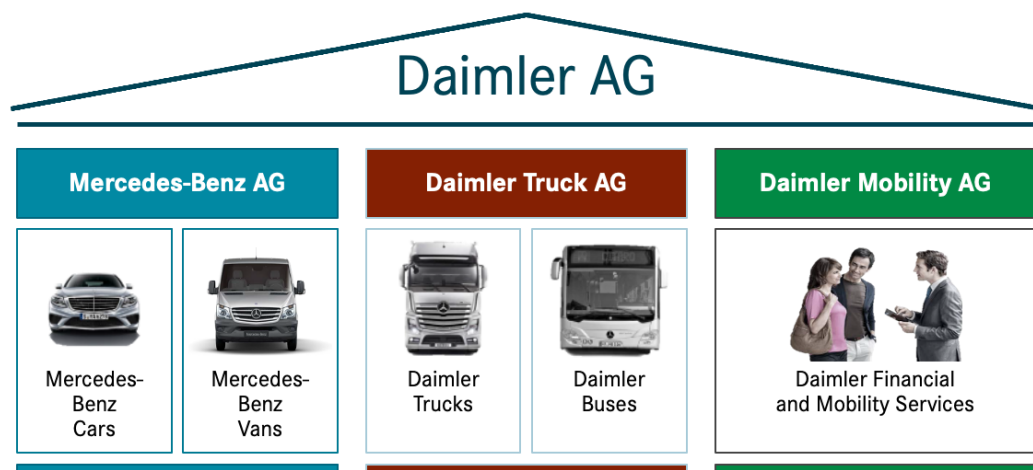 Daimler AG
Mercedes-Benz AG
Daimler Truck AG
Daimler Mobility AG
Mercedes-
Benz
Cars
Mercedes-
Benz
Vans
Daimler
Trucks
Daimler
Buses
Daimler Financial
and Mobility Services